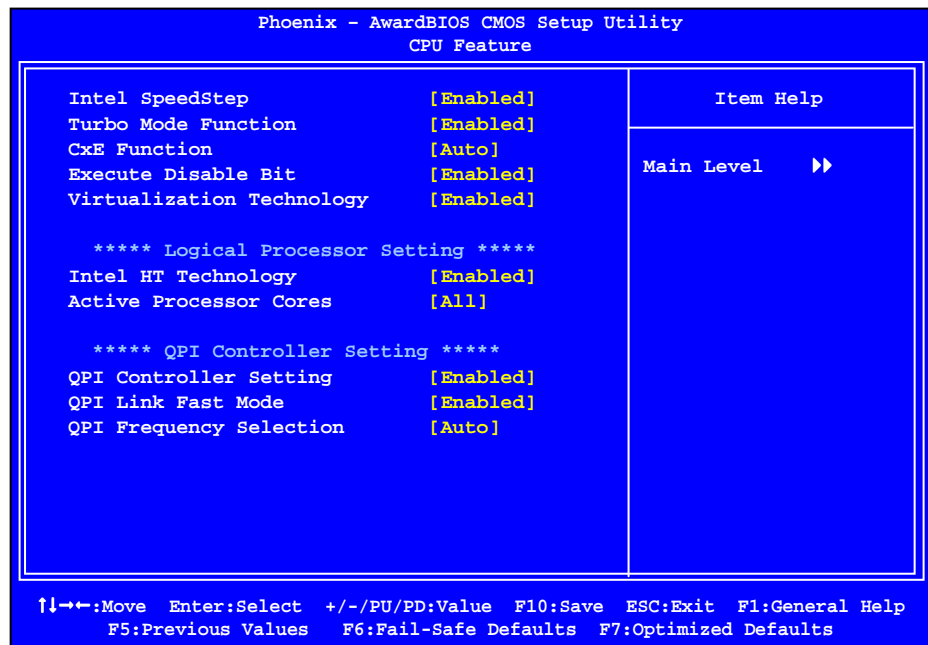 Phoenix – AwardBIOS CMOS Setup Utility
CPU Feature
Intel SpeedStep [Enabled]
Turbo Mode Function [Enabled]
CxE Function [Auto]
Execute Disable Bit [Enabled]
Virtualization Technology [Enabled]
***** Logical Processor Setting *****
Intel HT Technology [Enabled]
Active Processor Cores [All]
***** QPI Controller Setting *****
QPI Controller Setting [Enabled]
QPI Link Fast Mode [Enabled]
QPI Frequency Selection [Auto]
Item Help
Main Level ▶▶
↑↓→←:Move Enter:Select +/-/PU/PD:Value F10:Save ESC:Exit F1:General Help
F5:Previous Values F6:Fail-Safe Defaults F7:Optimized Defaults